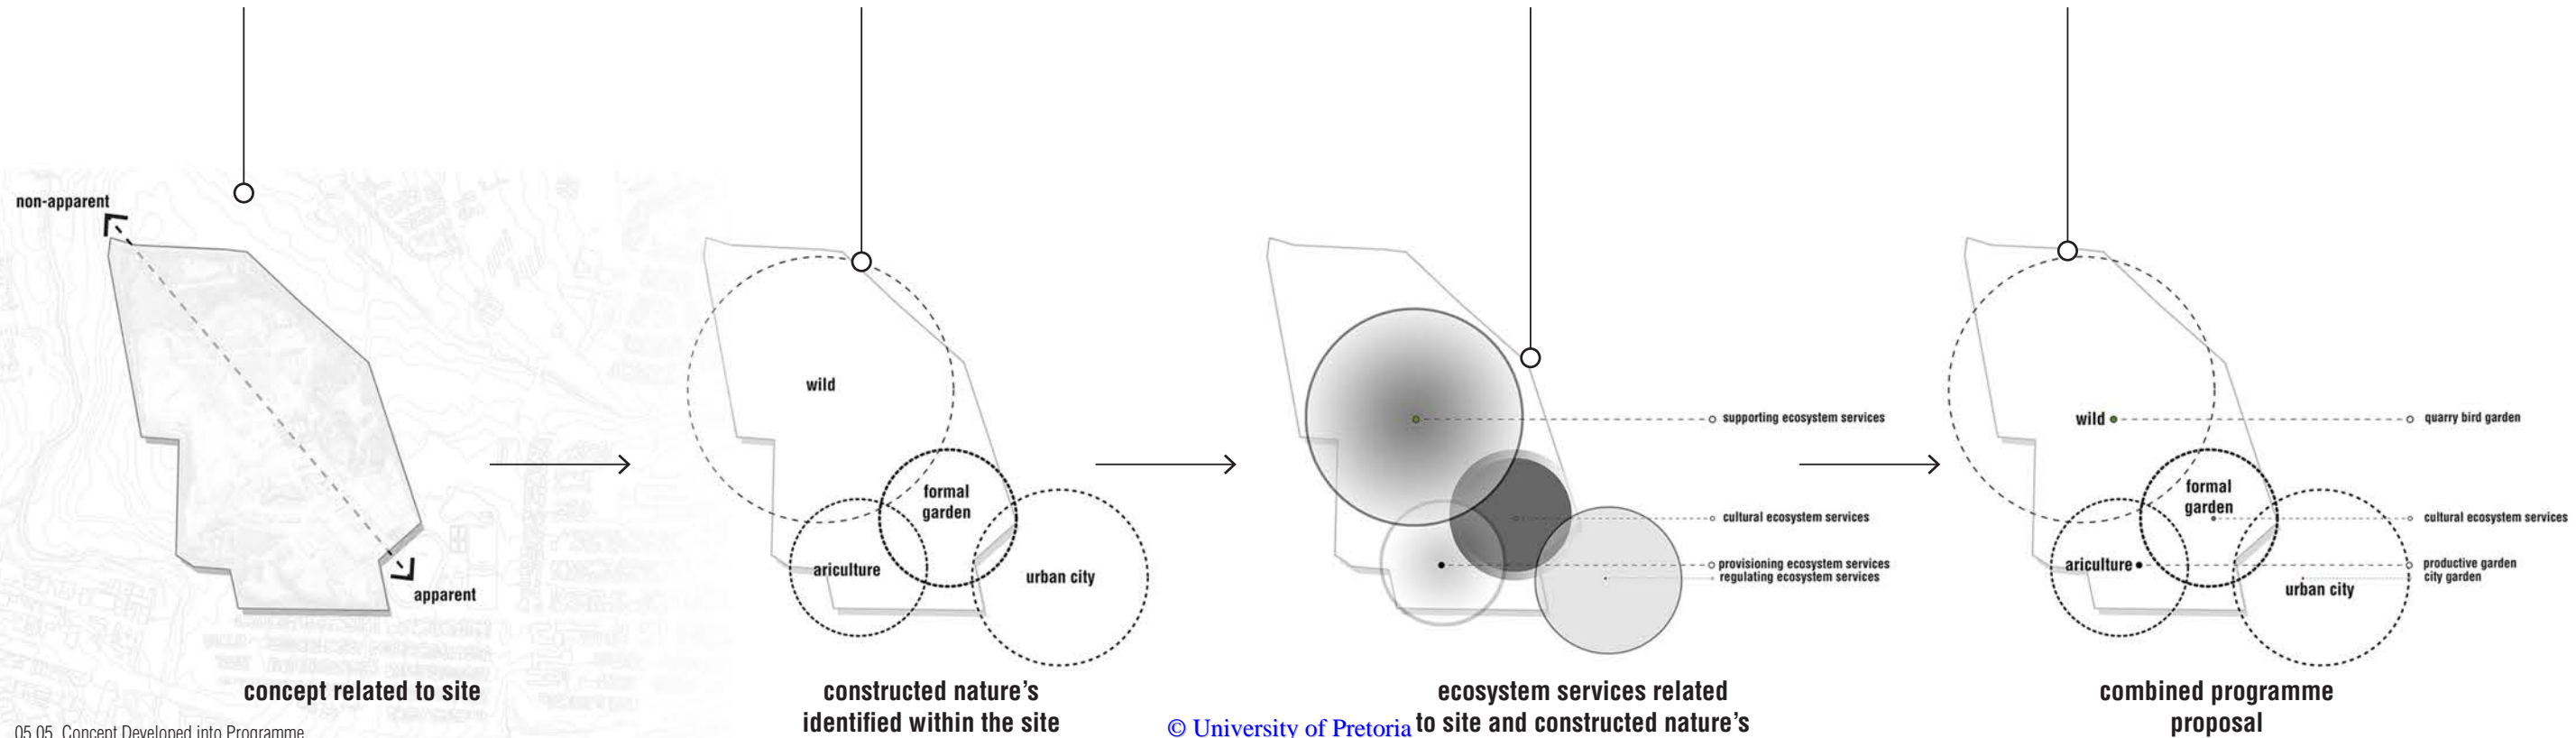 non-apparent
apparent
concept related to site
05.05. Concept Developed into Programme
wild
formal
garden
ariculture
urban city
constructed nature's
identified within the site
supporting ecosystem services
cultural ecosystem services
provisioning ecosystem services
regulating ecosystem services
ecosystem services related
to site and constructed nature's
© University of Pretoria
wild
quarry bird garden
formal
garden
cultural ecosystem services
ariculture
productive garden
city garden
urban city
combined programme
proposal